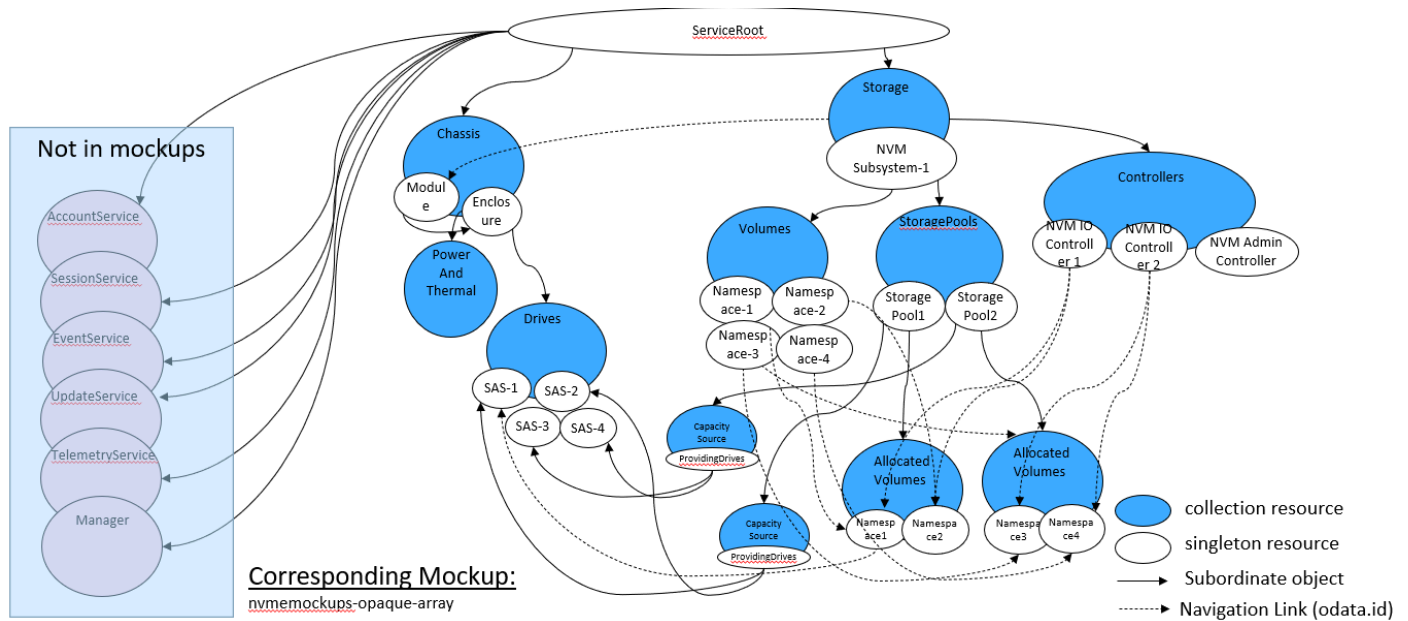 ServiceRoot
Storage
NVM
Subsystem-1
Chassis
Modul
e
Enclos
ure
Power
And
Thermal
Not in mockups
AccountService
SessionService
EventService
UpdateService
TelemetryService
Manager
Controllers
NVM IO
Controll
er 1
NVM IO
Controll
er 2
NVM Admin
Controller
Volumes
Namesp
ace-1
Namesp
ace-2
Namesp
ace-3
Namesp
ace-4
StoragePools
Storage
Pool1
Storage
Pool2
Drives
SAS-1
SAS-2
SAS-3
SAS-4
Capacity
Source
ProvidingDrives
Capacity
Source
ProvidingDrives
Allocated
Volumes
Namesp
ace1
Namespa
ce2
Allocated
Volumes
Namespa
ce3
Namespa
ce4
collection resource
singleton resource
Subordinate object
Navigation Link (odata.id)
Corresponding Mockup:
nvmemockups-opaque-array